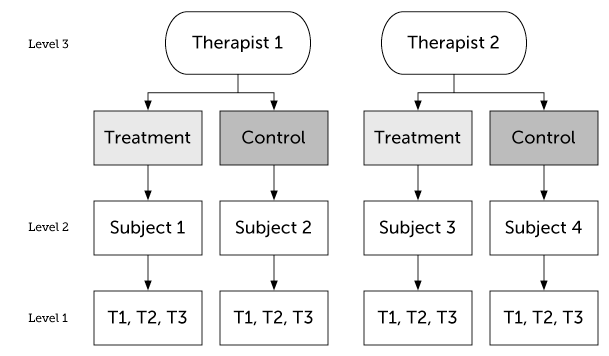 Level 3
Therapist 1
Therapist 2
Treatment
Control
Treatment
Control
Level 2
Subject 1
Subject 2
Subject 3
Subject 4
Level 1
T1, T2, T3
T1, T2, T3
T1, T2, T3
T1, T2, T3